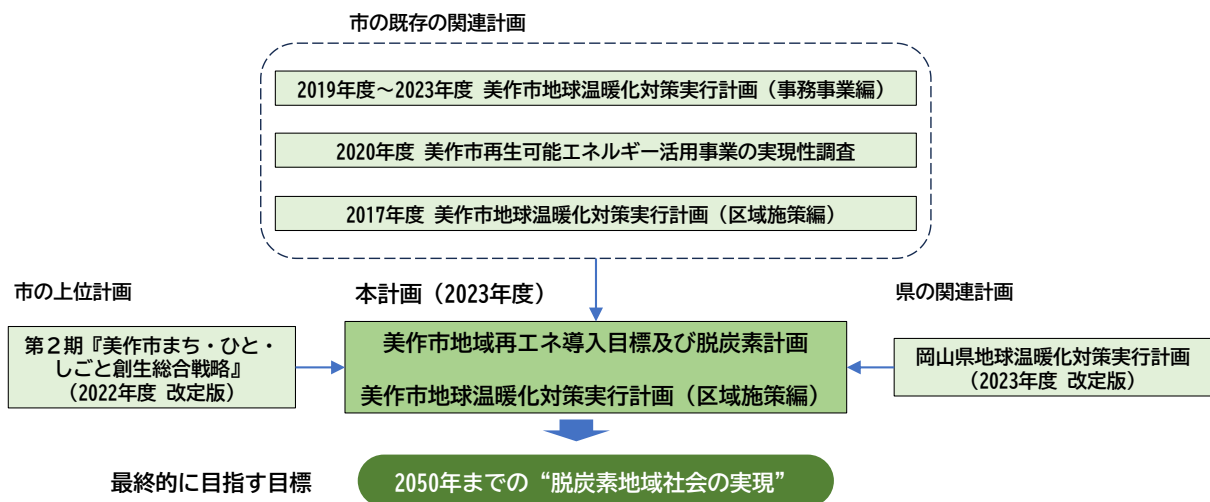 市の既存の関連計画
2019年度~2023年度 美作市地球温暖化対策実行計画(事務事業編)
2020年度 美作市再生可能エネルギー活用事業の実現性調査
2017年度 美作市地球温暖化対策実行計画(区域施策編)
市の上位計画
第2期『美作市まち・ひと・
しごと創生総合戦略』
(2022年度 改定版)
本計画(2023年度)
美作市地域再エネ導入目標及び脱炭素計画
美作市地球温暖化対策実行計画(区域施策編)
県の関連計画
岡山県地球温暖化対策実行計画
(2023年度 改定版)
最終的に目指す目標
2050年までの“脱炭素地域社会の実現”